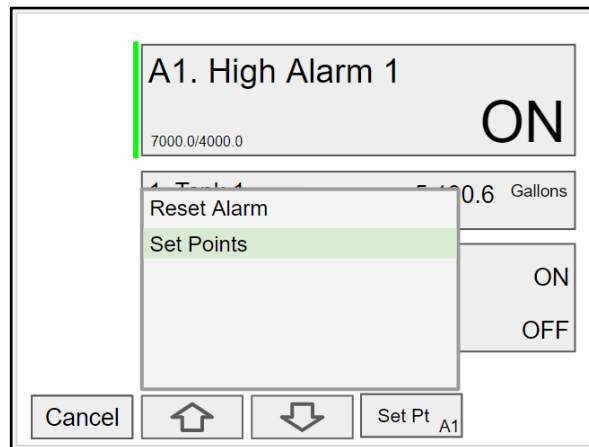 A1. High Alarm 1
ON
7000.0/4000.0
0.6 Gallons
Reset Alarm
Set Points
ON
OFF
Cancel
Set Pt A1